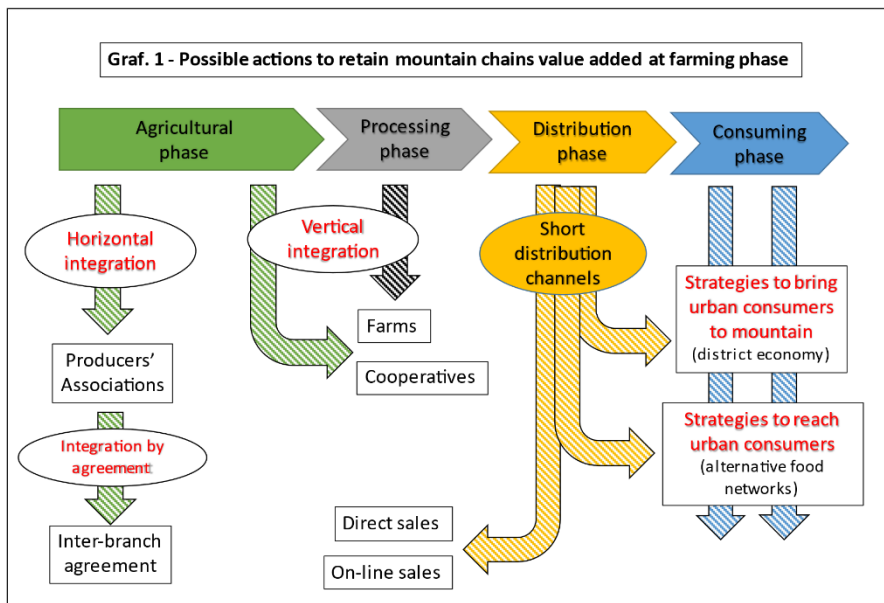 Graf. 1 - Possible actions to retain mountain chains value added at farming phase
Agricultural
phase
Processing
phase
Distribution
phase
Consuming
phase
Horizontal
integration
Vertical
integration
Short
distribution
channels
Strategies to bring
urban consumers
to mountain
(district economy)
Farms
Producers’
Associations
Cooperatives
Integration by
agreement
Strategies to reach
urban consumers
(alternative food
networks)
Inter-branch
agreement
Direct sales
On-line sales